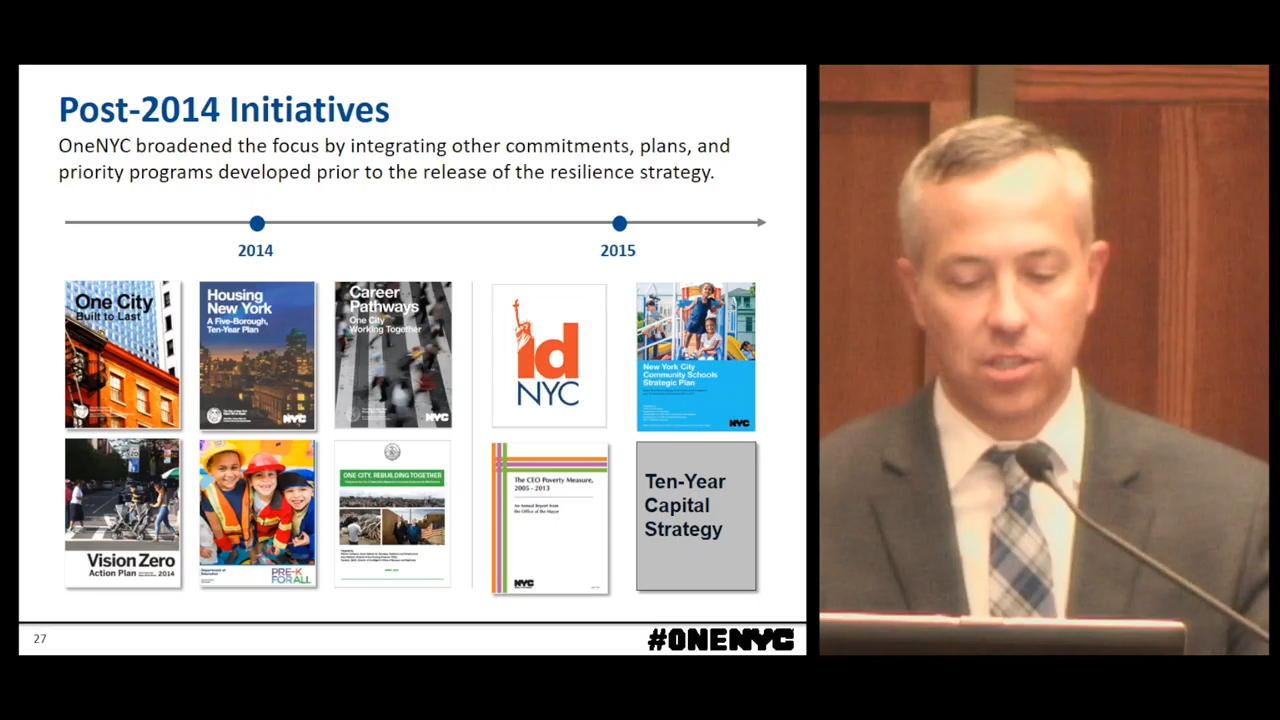 Post-2014 Initiatives
OneNYC broadened the focus by integrating other commitments, plans, and
priority programs developed prior to the release of the resilience strategy.
2014
2015
One City
Built to Last
Housing
New York
A Five-Borough,
Ten-Year Plan
NYC
Career
Pathways
One City
Working Together
NYC
id
NYC
New York City
Community Schools
Strategic Plan
NYC
Vision Zero
Action Plan
2014
Department of
Education
PRE-K
FOR ALL
ONE CITY, REBUILDING TOGETHER
The CEO Poverty Measure,
2005 - 2013
An Annual Report from
the Office of the Mayor
NYC
Ten-Year
Capital
Strategy
27
#ONENYC